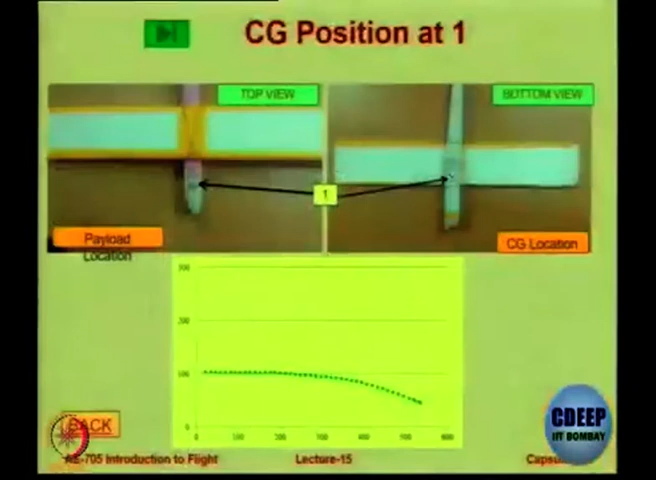 CG Position at 1
TOP VIEW
BOTTOM VIEW
1
Payload
Location
CG Location
300
200
100
0
0 100 200 300 400 500 600
BACK
CDEEP
IIT BOMBAY
AE-705 Introduction to Flight
Lecture-15